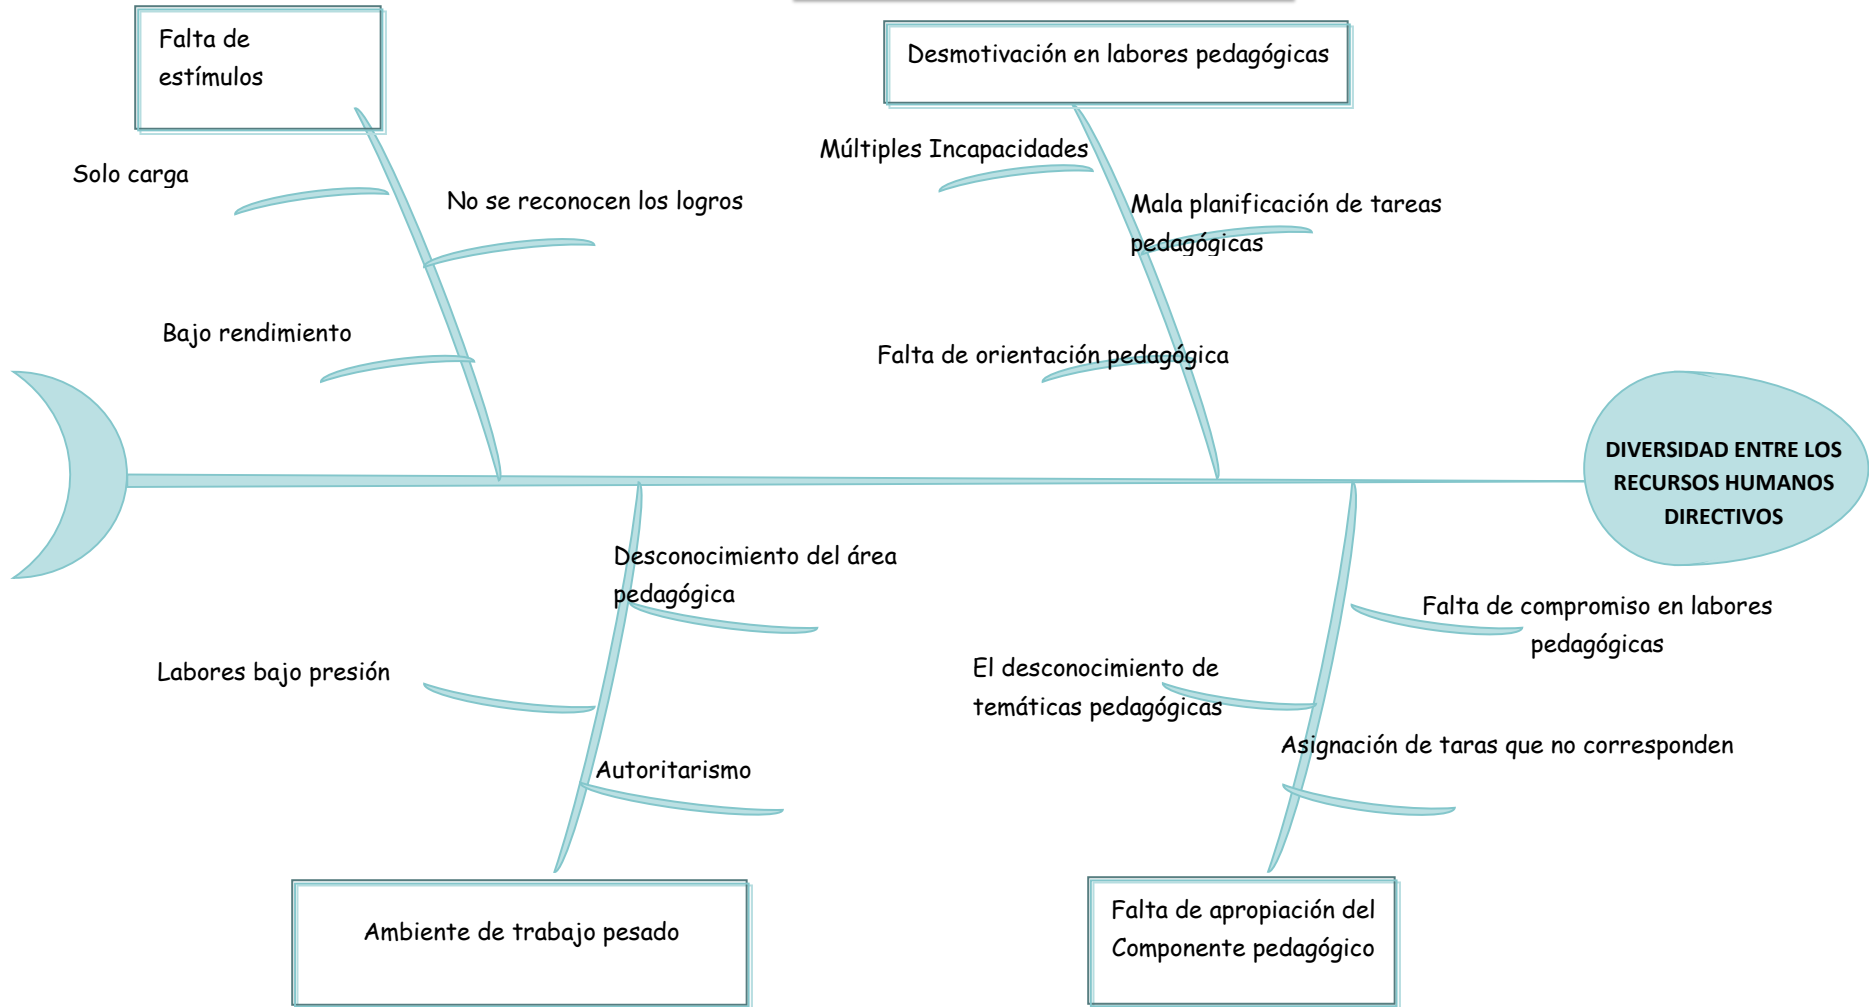 Falta de
estímulos
Desmotivación en labores pedagógicas
Múltiples Incapacidades
Solo carga
No se reconocen los logros
Mala planificación de tareas
pedagógicas
Bajo rendimiento
Falta de orientación pedagógica
DIVERSIDAD ENTRE LOS
RECURSOS HUMANOS
DIRECTIVOS
Desconocimiento del área
pedagógica
Falta de compromiso en labores
pedagógicas
Labores bajo presión
El desconocimiento de
temáticas pedagógicas
Asignación de taras que no corresponden
Autoritarismo
Ambiente de trabajo pesado
Falta de apropiación del
Componente pedagógico